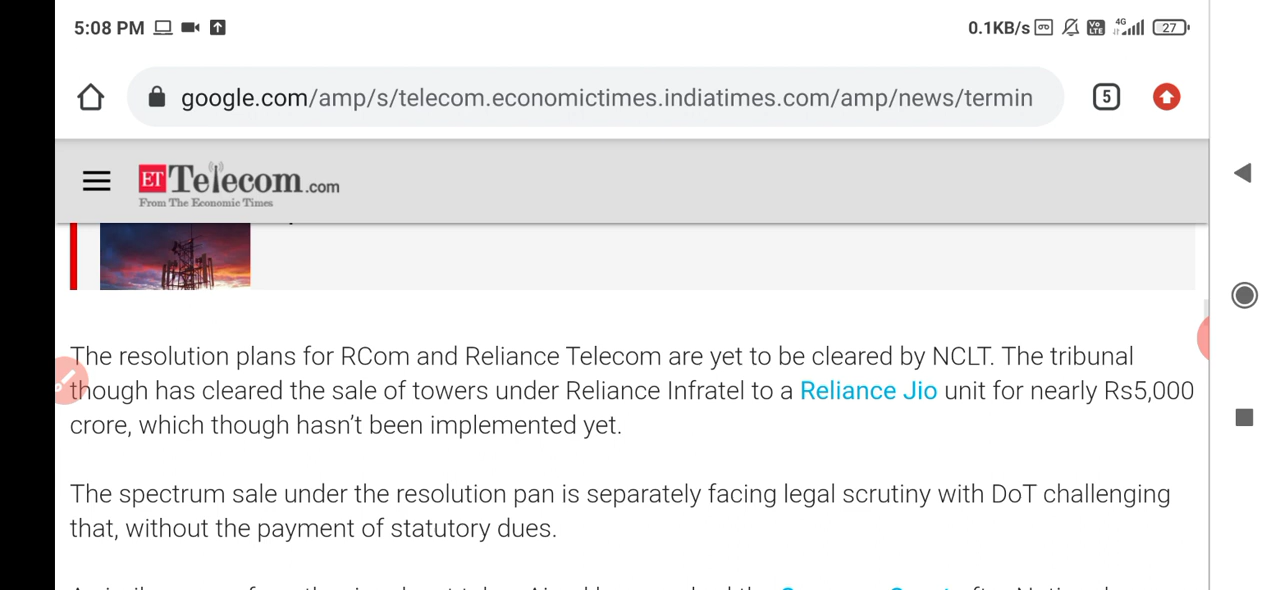 5:08 PM 0.1KB/s Vo LTE 4G 27
google.com/amp/s/telecom.economictimes.indiatimes.com/amp/news/termin 5
ET Telecom.com
From The Economic Times
The resolution plans for RCom and Reliance Telecom are yet to be cleared by NCLT. The tribunal
though has cleared the sale of towers under Reliance Infratel to a Reliance Jio unit for nearly Rs5,000
crore, which though hasn’t been implemented yet.
The spectrum sale under the resolution pan is separately facing legal scrutiny with DoT challenging
that, without the payment of statutory dues.